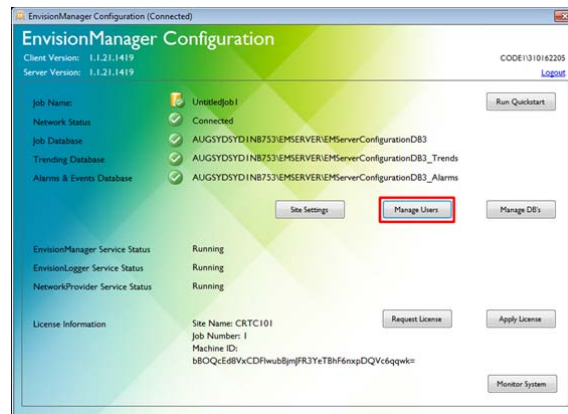 EnvisionManager Configuration (Connected)
EnvisionManager Configuration
Client Version: 1.1.21.1419
CODE1\310162205
Server Version: 1.1.21.1419
Logout
Job Name: UntitledJob1 Run Quickstart
Network Status Connected
Job Database AUGSYDSYD1NB753\EMSERVER\EMServerConfigurationDB3
Trending Database AUGSYDSYD1NB753\EMSERVER\EMServerConfigurationDB3_Trends
Alarms & Events Database AUGSYDSYD1NB753\EMSERVER\EMServerConfigurationDB3_Alarms
Site Settings Manage Users Manage DB's
EnvisionManager Service Status Running
EnvisionLogger Service Status Running
NetworkProvider Service Status Running
License Information Site Name: CRTC101 Request License Apply License
Job Number: 1
Machine ID:
Monitor System